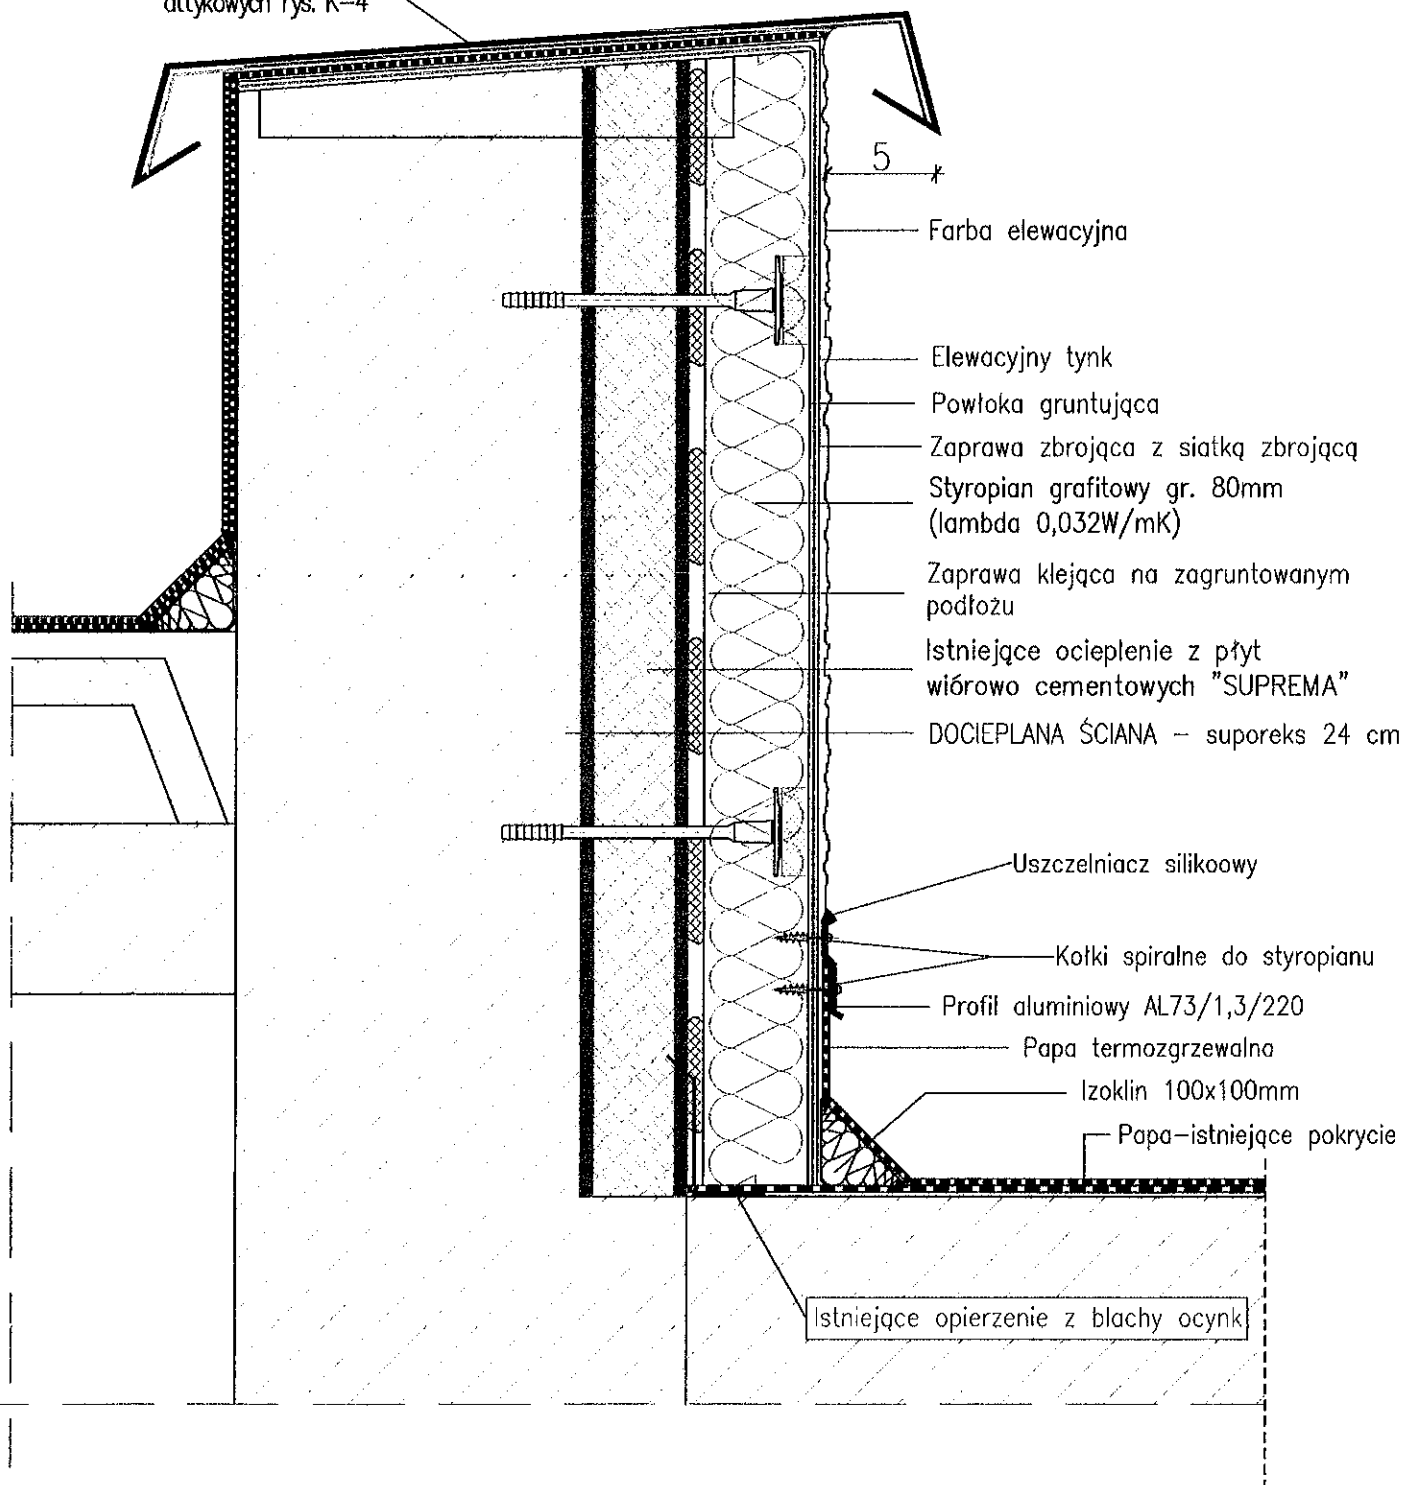 attykowych rys. K-4
5
Farba elewacyjna
Elewacyjny tynk
Powłoka gruntująca
Zaprawa zbrojąca z siatką zbrojącą
Styropian grafitowy gr. 80mm
(lambda 0,032W/mK)
Zaprawa klejąca na zagruntowanym
podłożu
Istniejące ocieplenie z płyt
wiórowo cementowych "SUPREMA"
DOCIEPLANA ŚCIANA – suporeks 24 cm
Uszczelniacz silikoowy
Kołki spiralne do styropianu
Profil aluminiowy AL73/1,3/220
Papa termozgrzewalna
Izoklin 100x100mm
Papa-istniejące pokrycie
Istniejące opierzenie z blachy ocynk